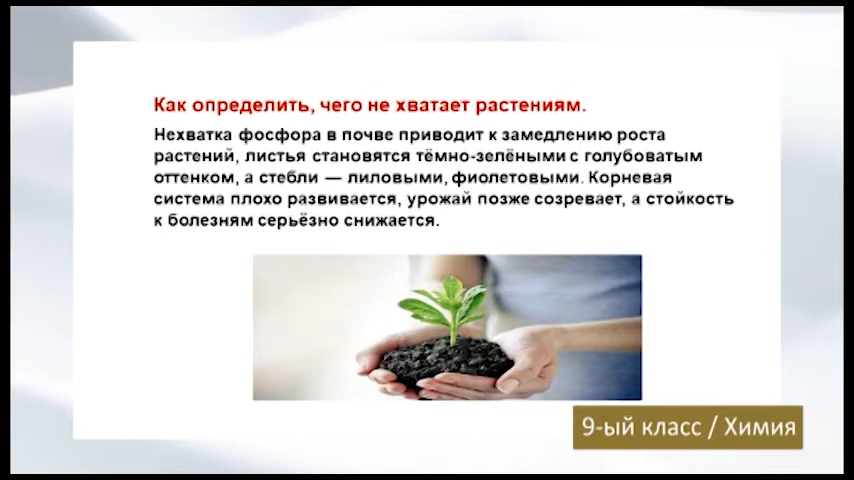 Как определить, чего не хватает растениям.
Нехватка фосфора в почве приводит к замедлению роста
растений, листья становятся тёмно-зелёными с голубоватым
оттенком, а стебли — лиловыми, фиолетовыми. Корневая
система плохо развивается, урожай позже созревает, а стойкость
к болезням серьёзно снижается.
9-ый класс / Химия